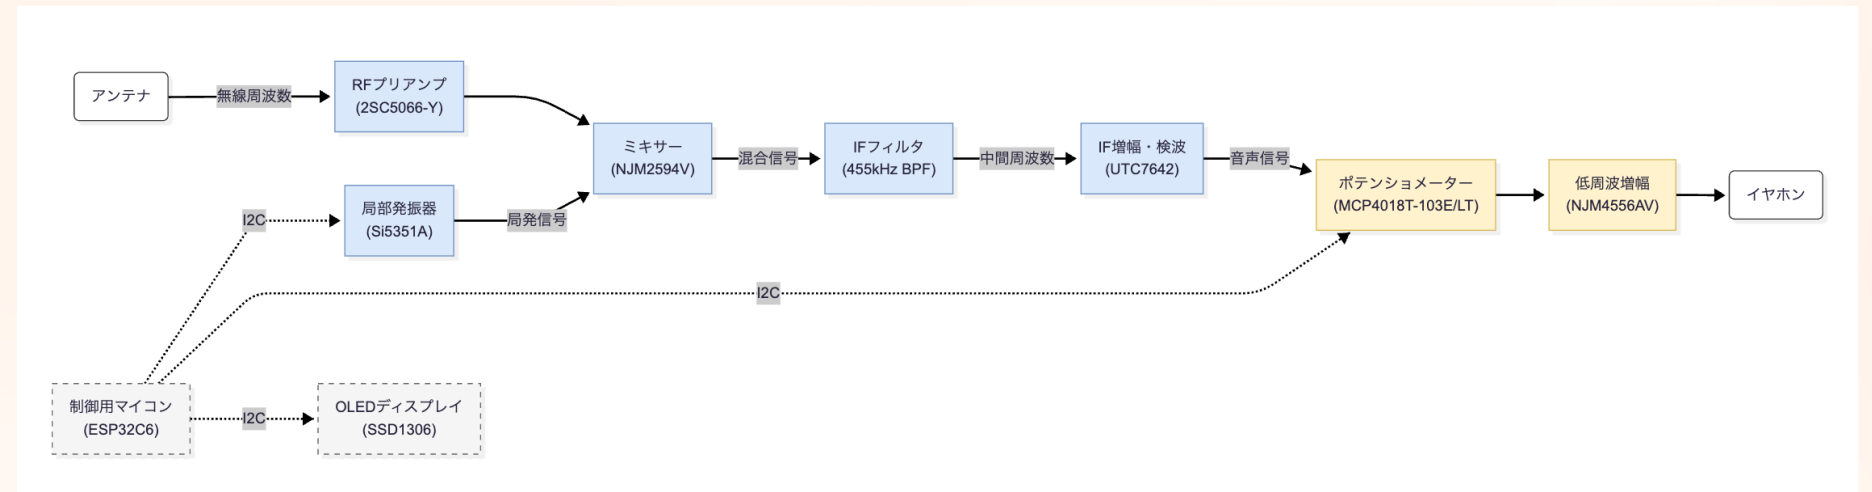 アンテナ
無線周波数
RFプリアンプ
(2SC5066-Y)
ミキサー
(NJM2594V)
混合信号
IFフィルタ
(455kHz BPF)
中間周波数
IF増幅・検波
(UTC7642)
音声信号
ポテンショメーター
(MCP4018T-103E/LT)
低周波増幅
(NJM4556AV)
イヤホン
I2C
局部発振器
(Si5351A)
局発信号
I2C
制御用マイコン
(ESP32C6)
I2C
OLEDディスプレイ
(SSD1306)